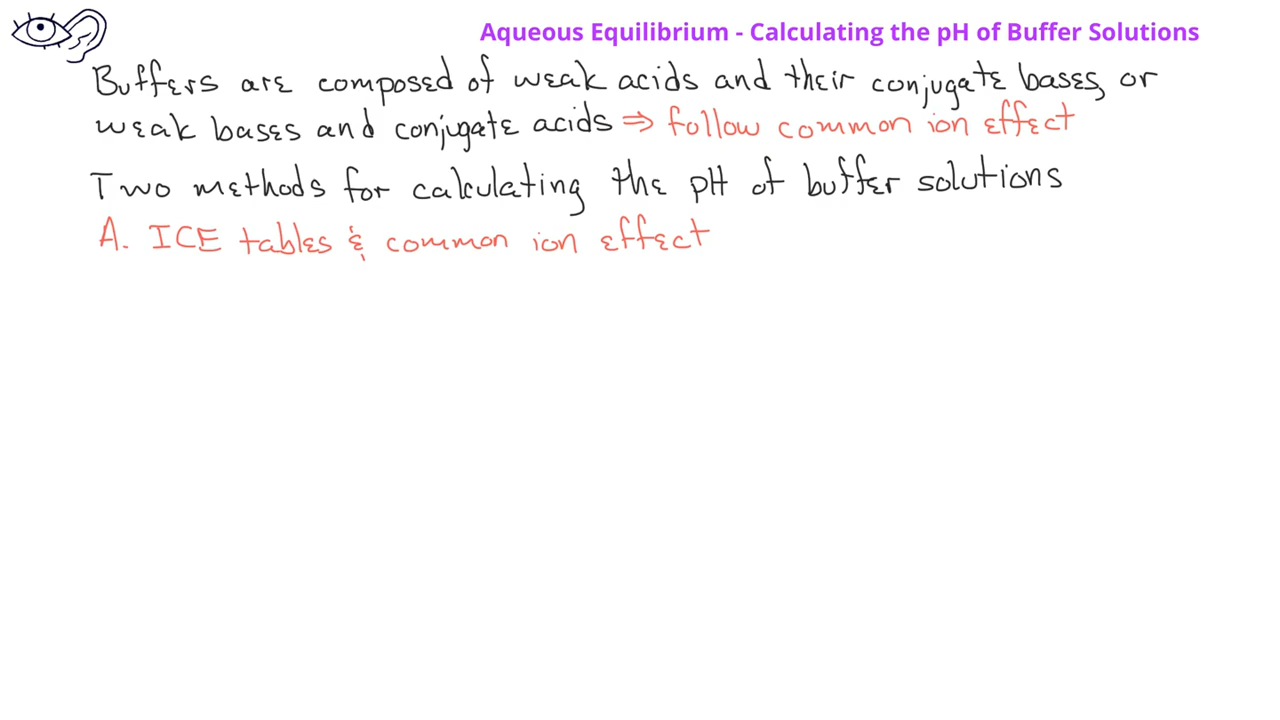 Aqueous Equilibrium - Calculating the pH of Buffer Solutions
Buffers are composed of weak acids and their conjugate bases, or
weak bases and conjugate acids ⇒ follow common ion effect
Two methods for calculating the pH of buffer solutions
A. ICE tables & common ion effect